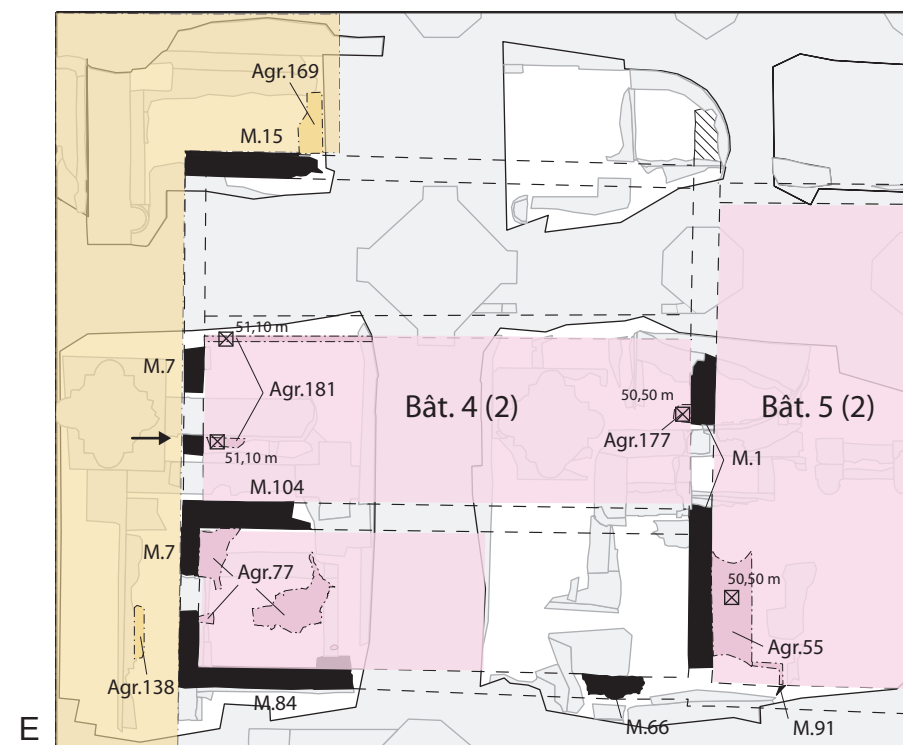 Agr.169
M.15
51,10 m
M.7
Agr.181
Bât. 4 (2)
50,50 m
Bât. 5 (2)
Agr.177
51,10 m
M.1
M.104
M.7
Agr.77
50,50 m
Agr.55
Agr.138
M.84
M.66
M.91
E